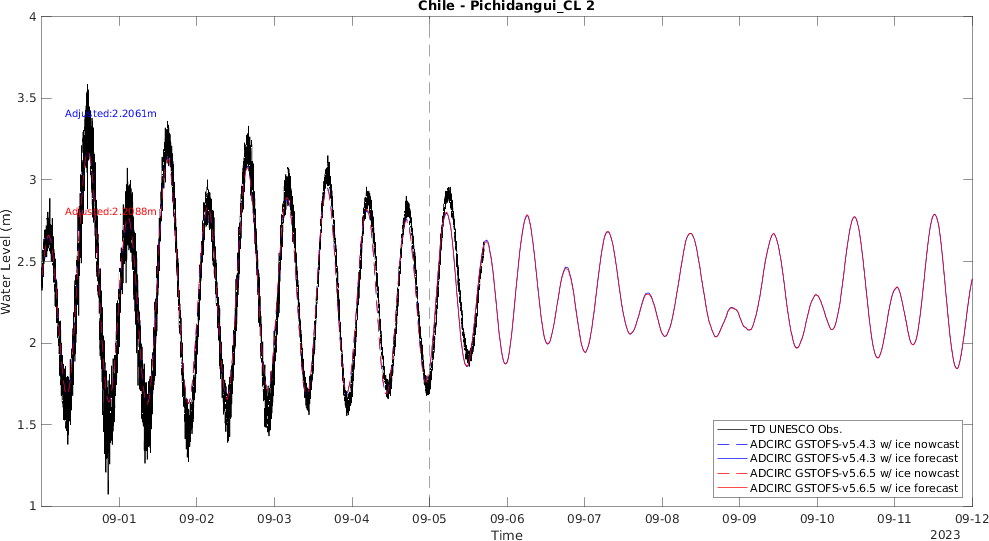 Chile - Pichidangui_CL 2
4
3.5
3
2.5
2
1.5
1
Water Level (m)
Adjusted:2.2061m
Adjusted:2.2088m
TD UNESCO Obs.
ADCIRC GSTOFS-v5.4.3 w/ ice nowcast
ADCIRC GSTOFS-v5.4.3 w/ ice forecast
ADCIRC GSTOFS-v5.6.5 w/ ice nowcast
ADCIRC GSTOFS-v5.6.5 w/ ice forecast
09-01 09-02 09-03 09-04 09-05 09-06 09-07 09-08 09-09 09-10 09-11 09-12
Time
2023